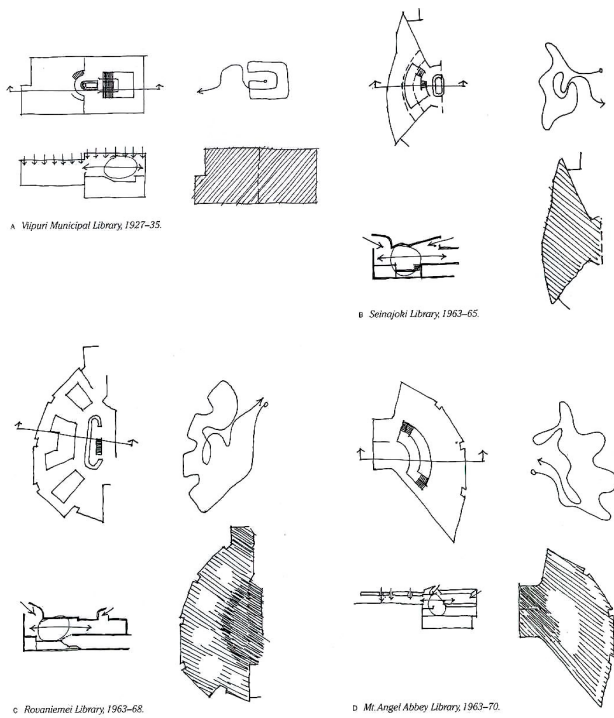 A Viipuri Municipal Library, 1927–35.
B Seinajoki Library, 1963–65.
C Rovaniemei Library, 1963–68.
D Mt. Angel Abbey Library, 1963–70.